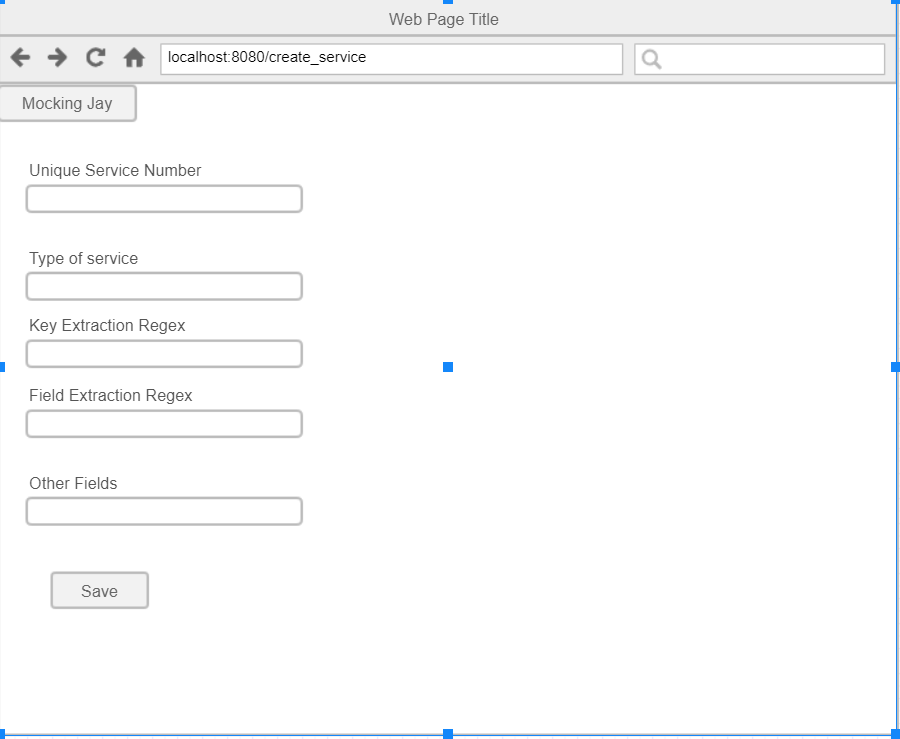 Web Page Title
localhost:8080/create_service
Mocking Jay
Unique Service Number
Type of service
Key Extraction Regex
Field Extraction Regex
Other Fields
Save